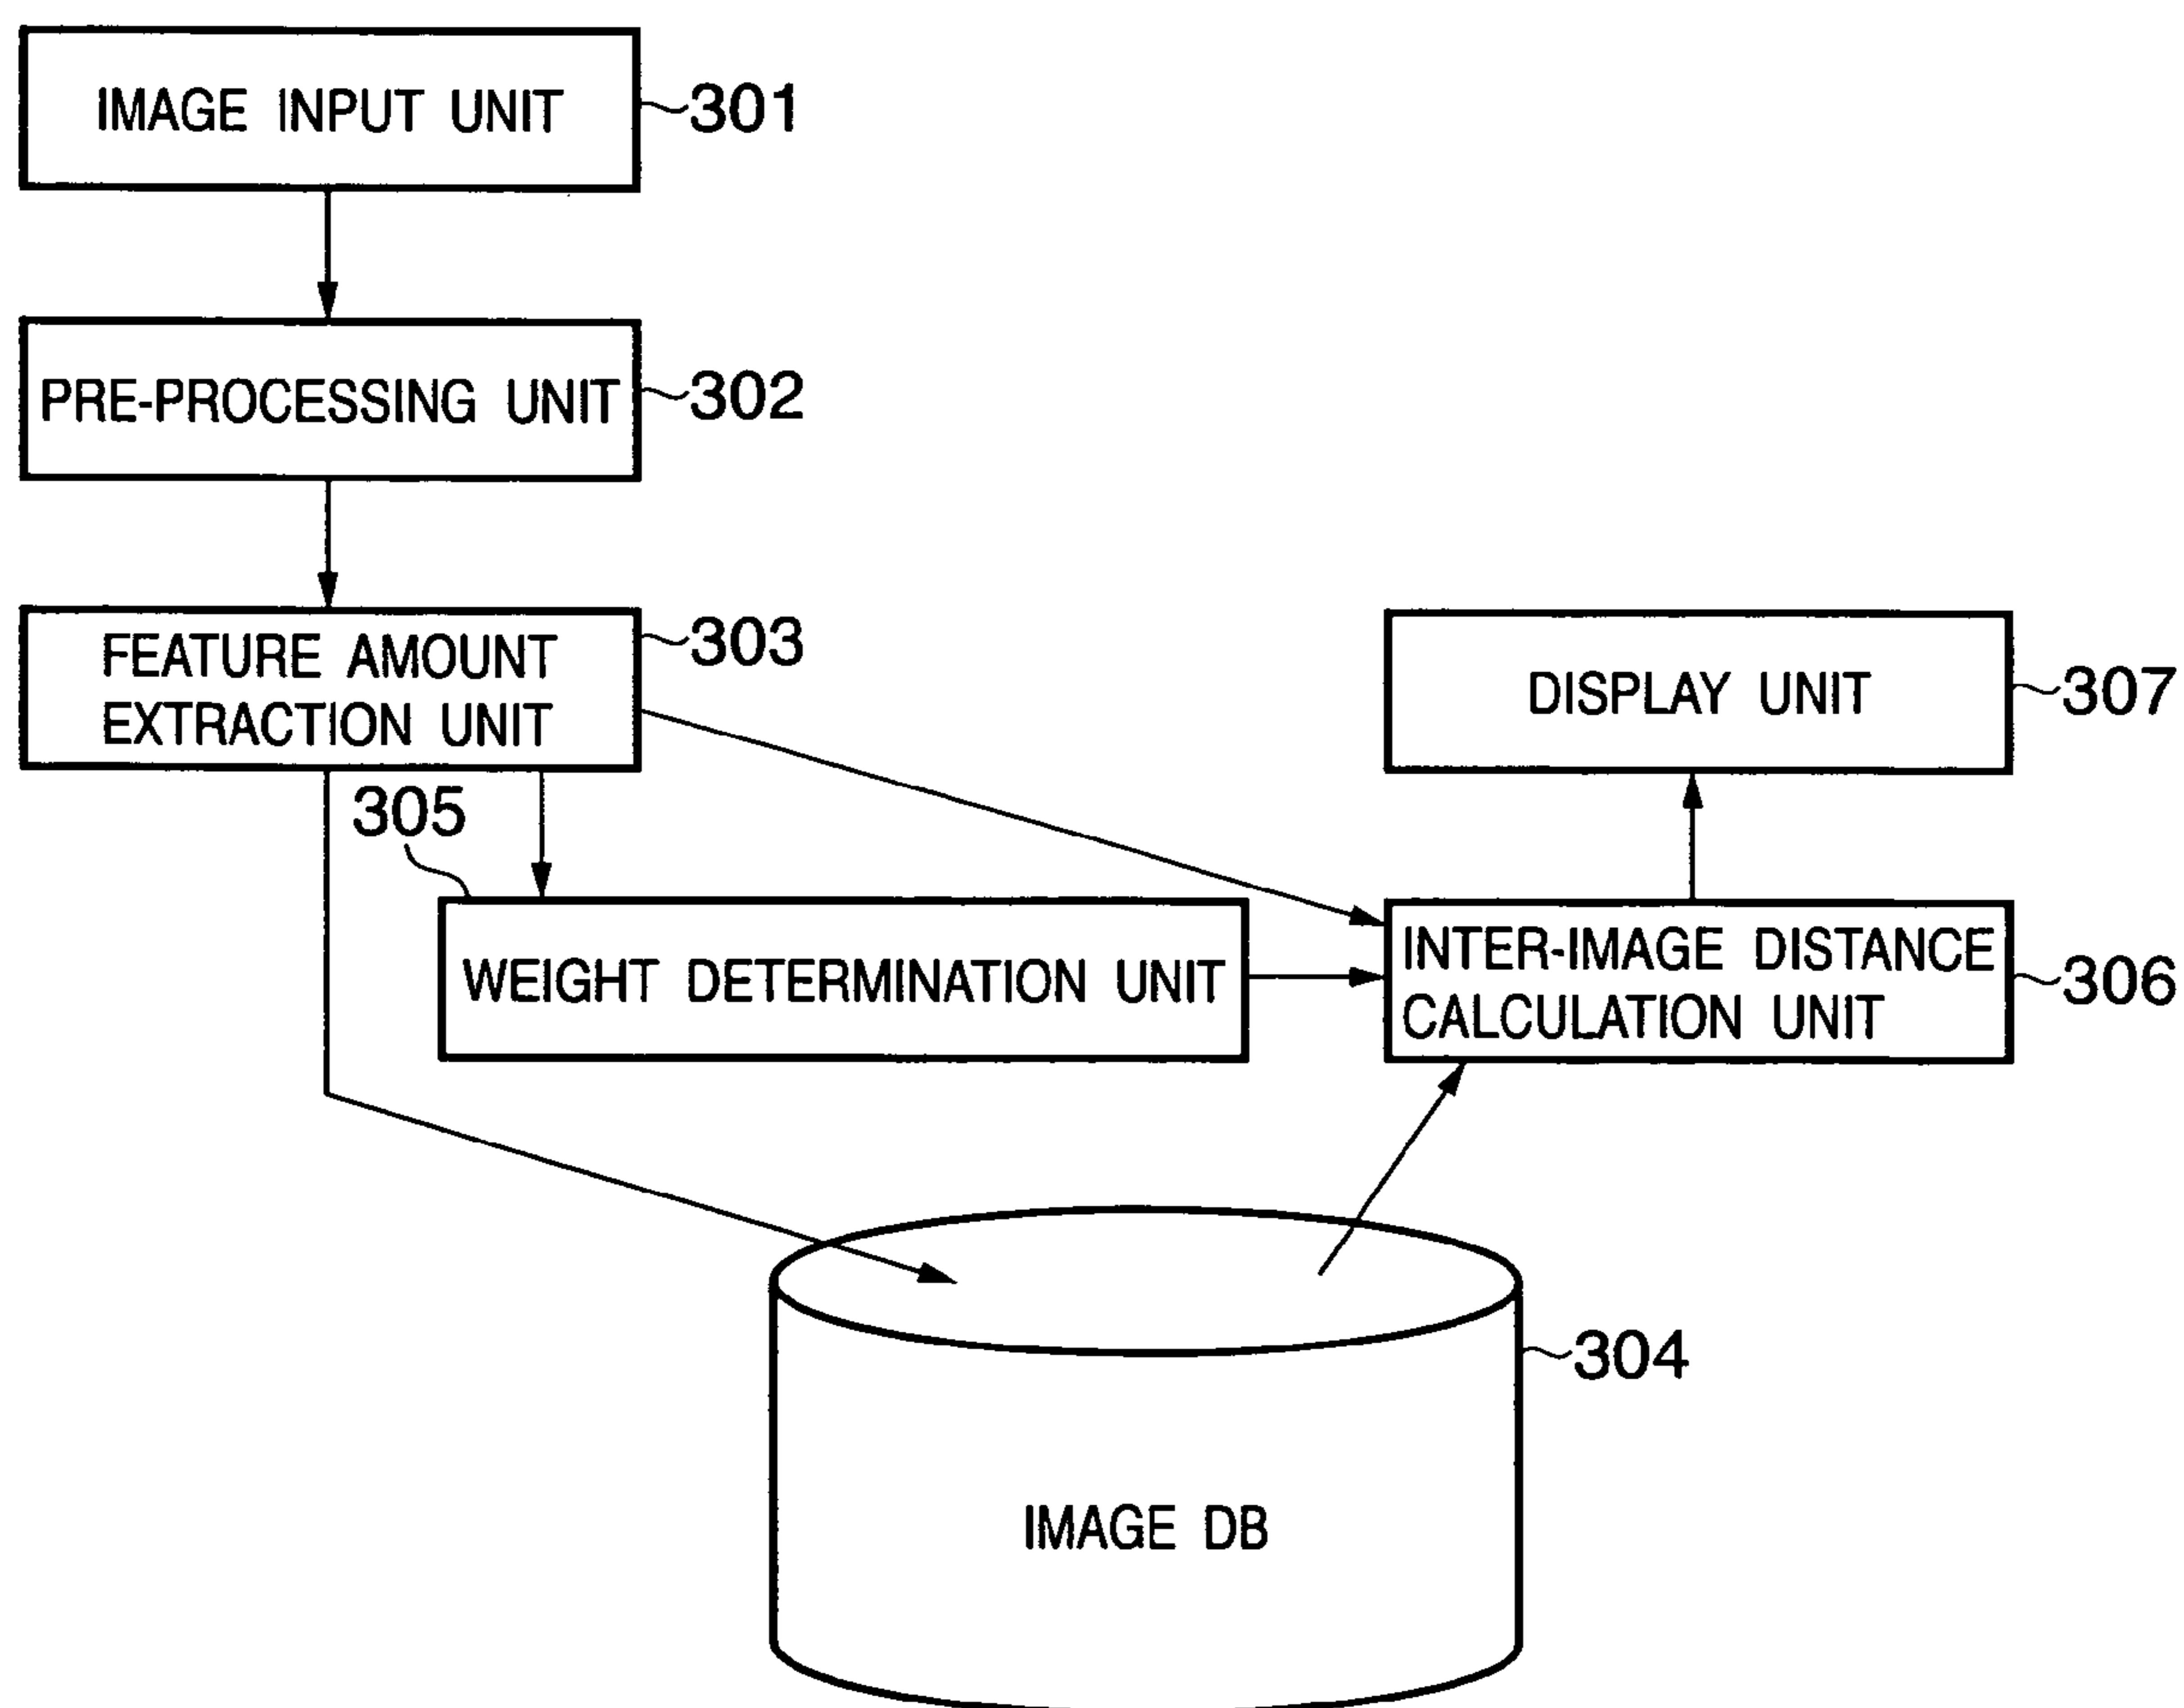 IMAGE INPUT UNIT
301
PRE-PROCESSING UNIT
302
FEATURE AMOUNT
EXTRACTION UNIT
303
DISPLAY UNIT
307
305
WEIGHT DETERMINATION UNIT
INTER-IMAGE DISTANCE
CALCULATION UNIT
306
304
IMAGE DB